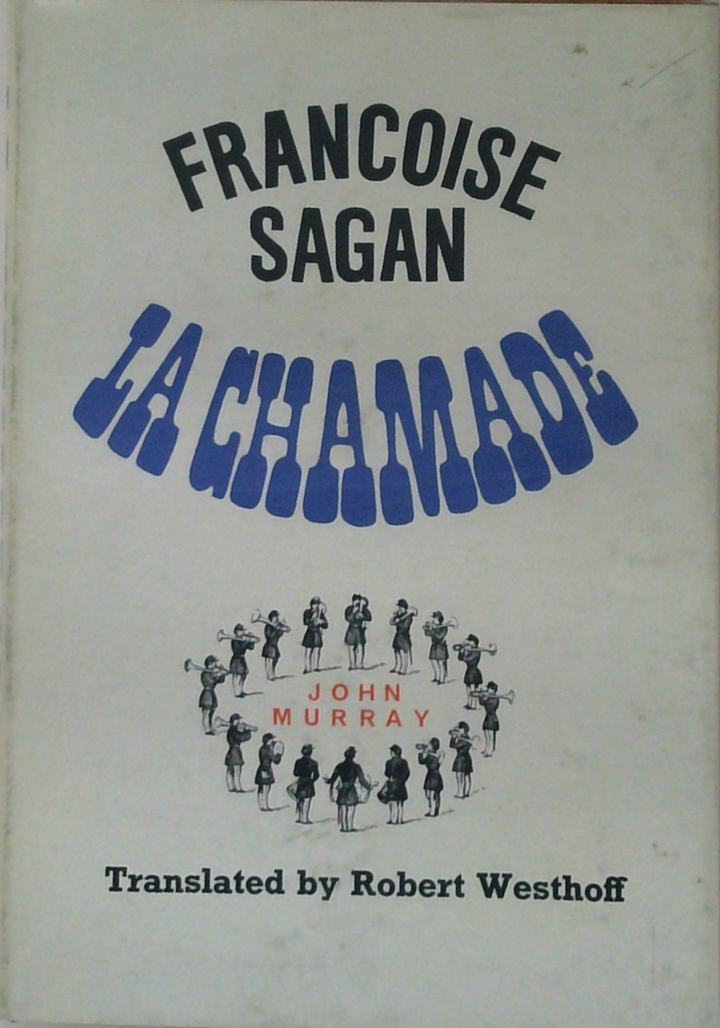 FRANCOISE
SAGAN
LA CHAMADE
JOHN
MURRAY
Translated by Robert Westhoff